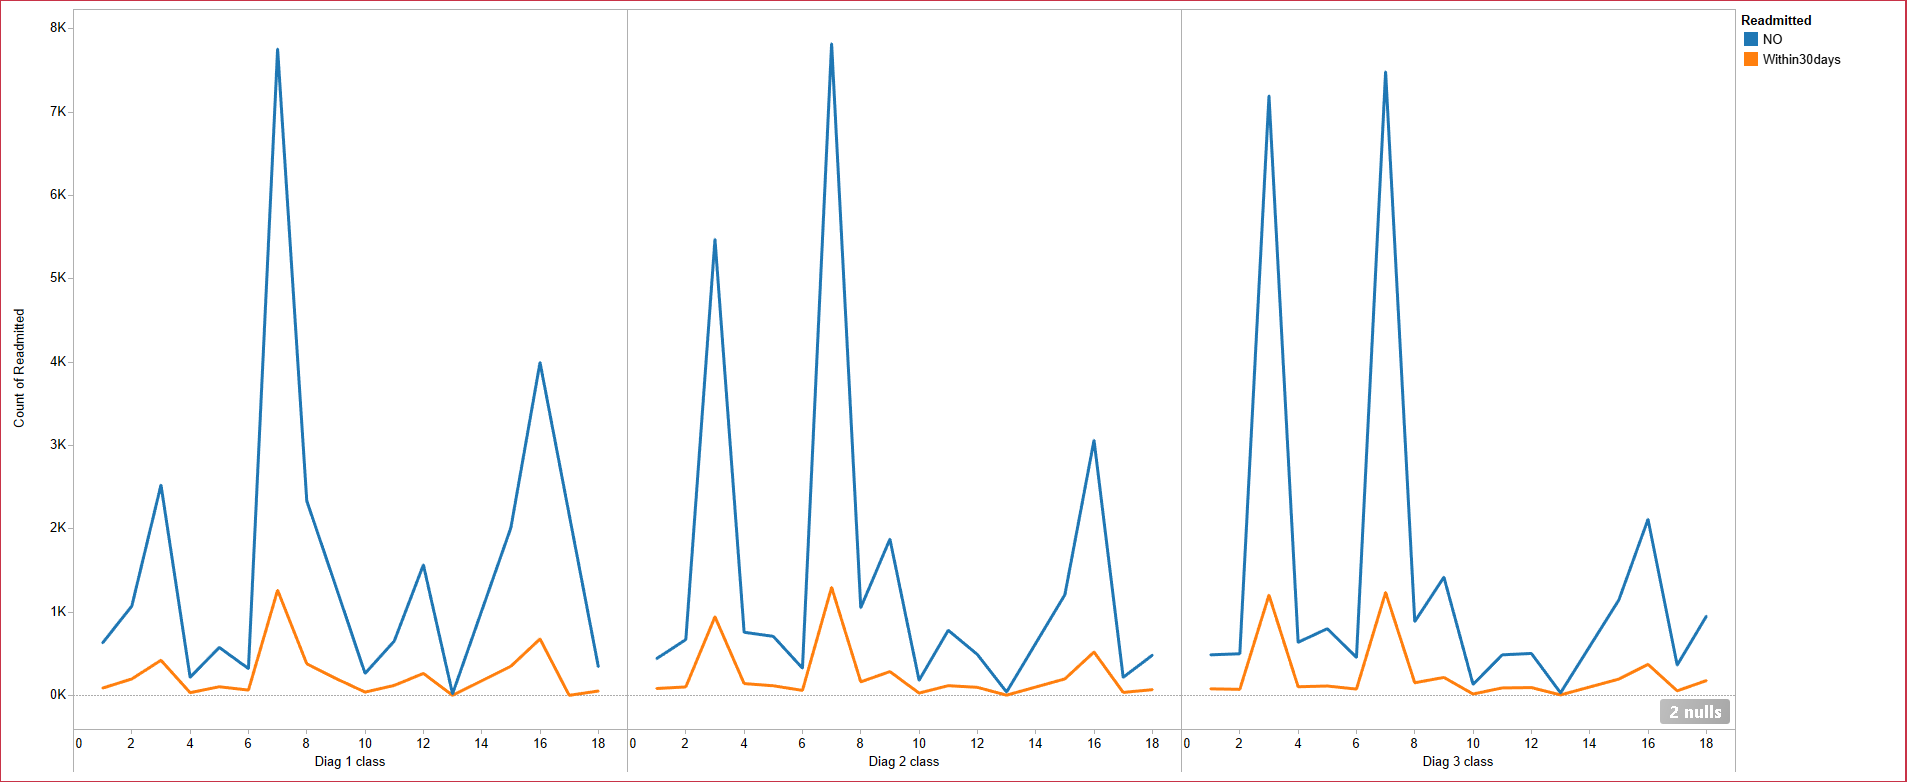 Readmitted
NO
Within30days
8K
7K
6K
5K
4K
3K
2K
1K
0K
Count of Readmitted
2 nulls
0 2 4 6 8 10 12 14 16 18 0 2 4 6 8 10 12 14 16 18 0 2 4 6 8 10 12 14 16 18
Diag 1 class Diag 2 class Diag 3 class